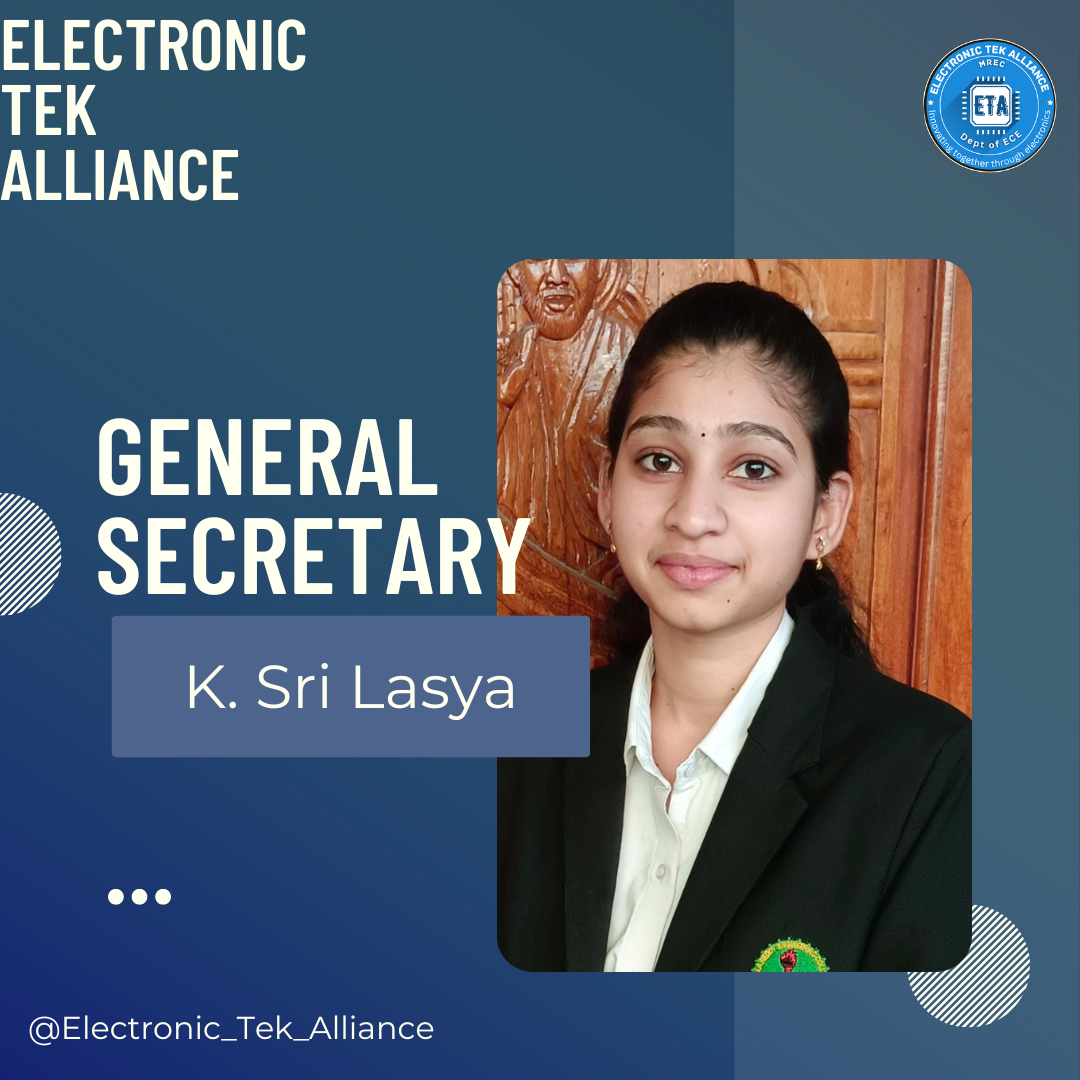 ELECTRONIC
TEK
ALLIANCE
ELECTRONIC TEK ALLIANCE
MREC
ETA
Dept of ECE
Innovating together through electronics
GENERAL
SECRETARY
K. Sri Lasya
@Electronic_Tek_Alliance